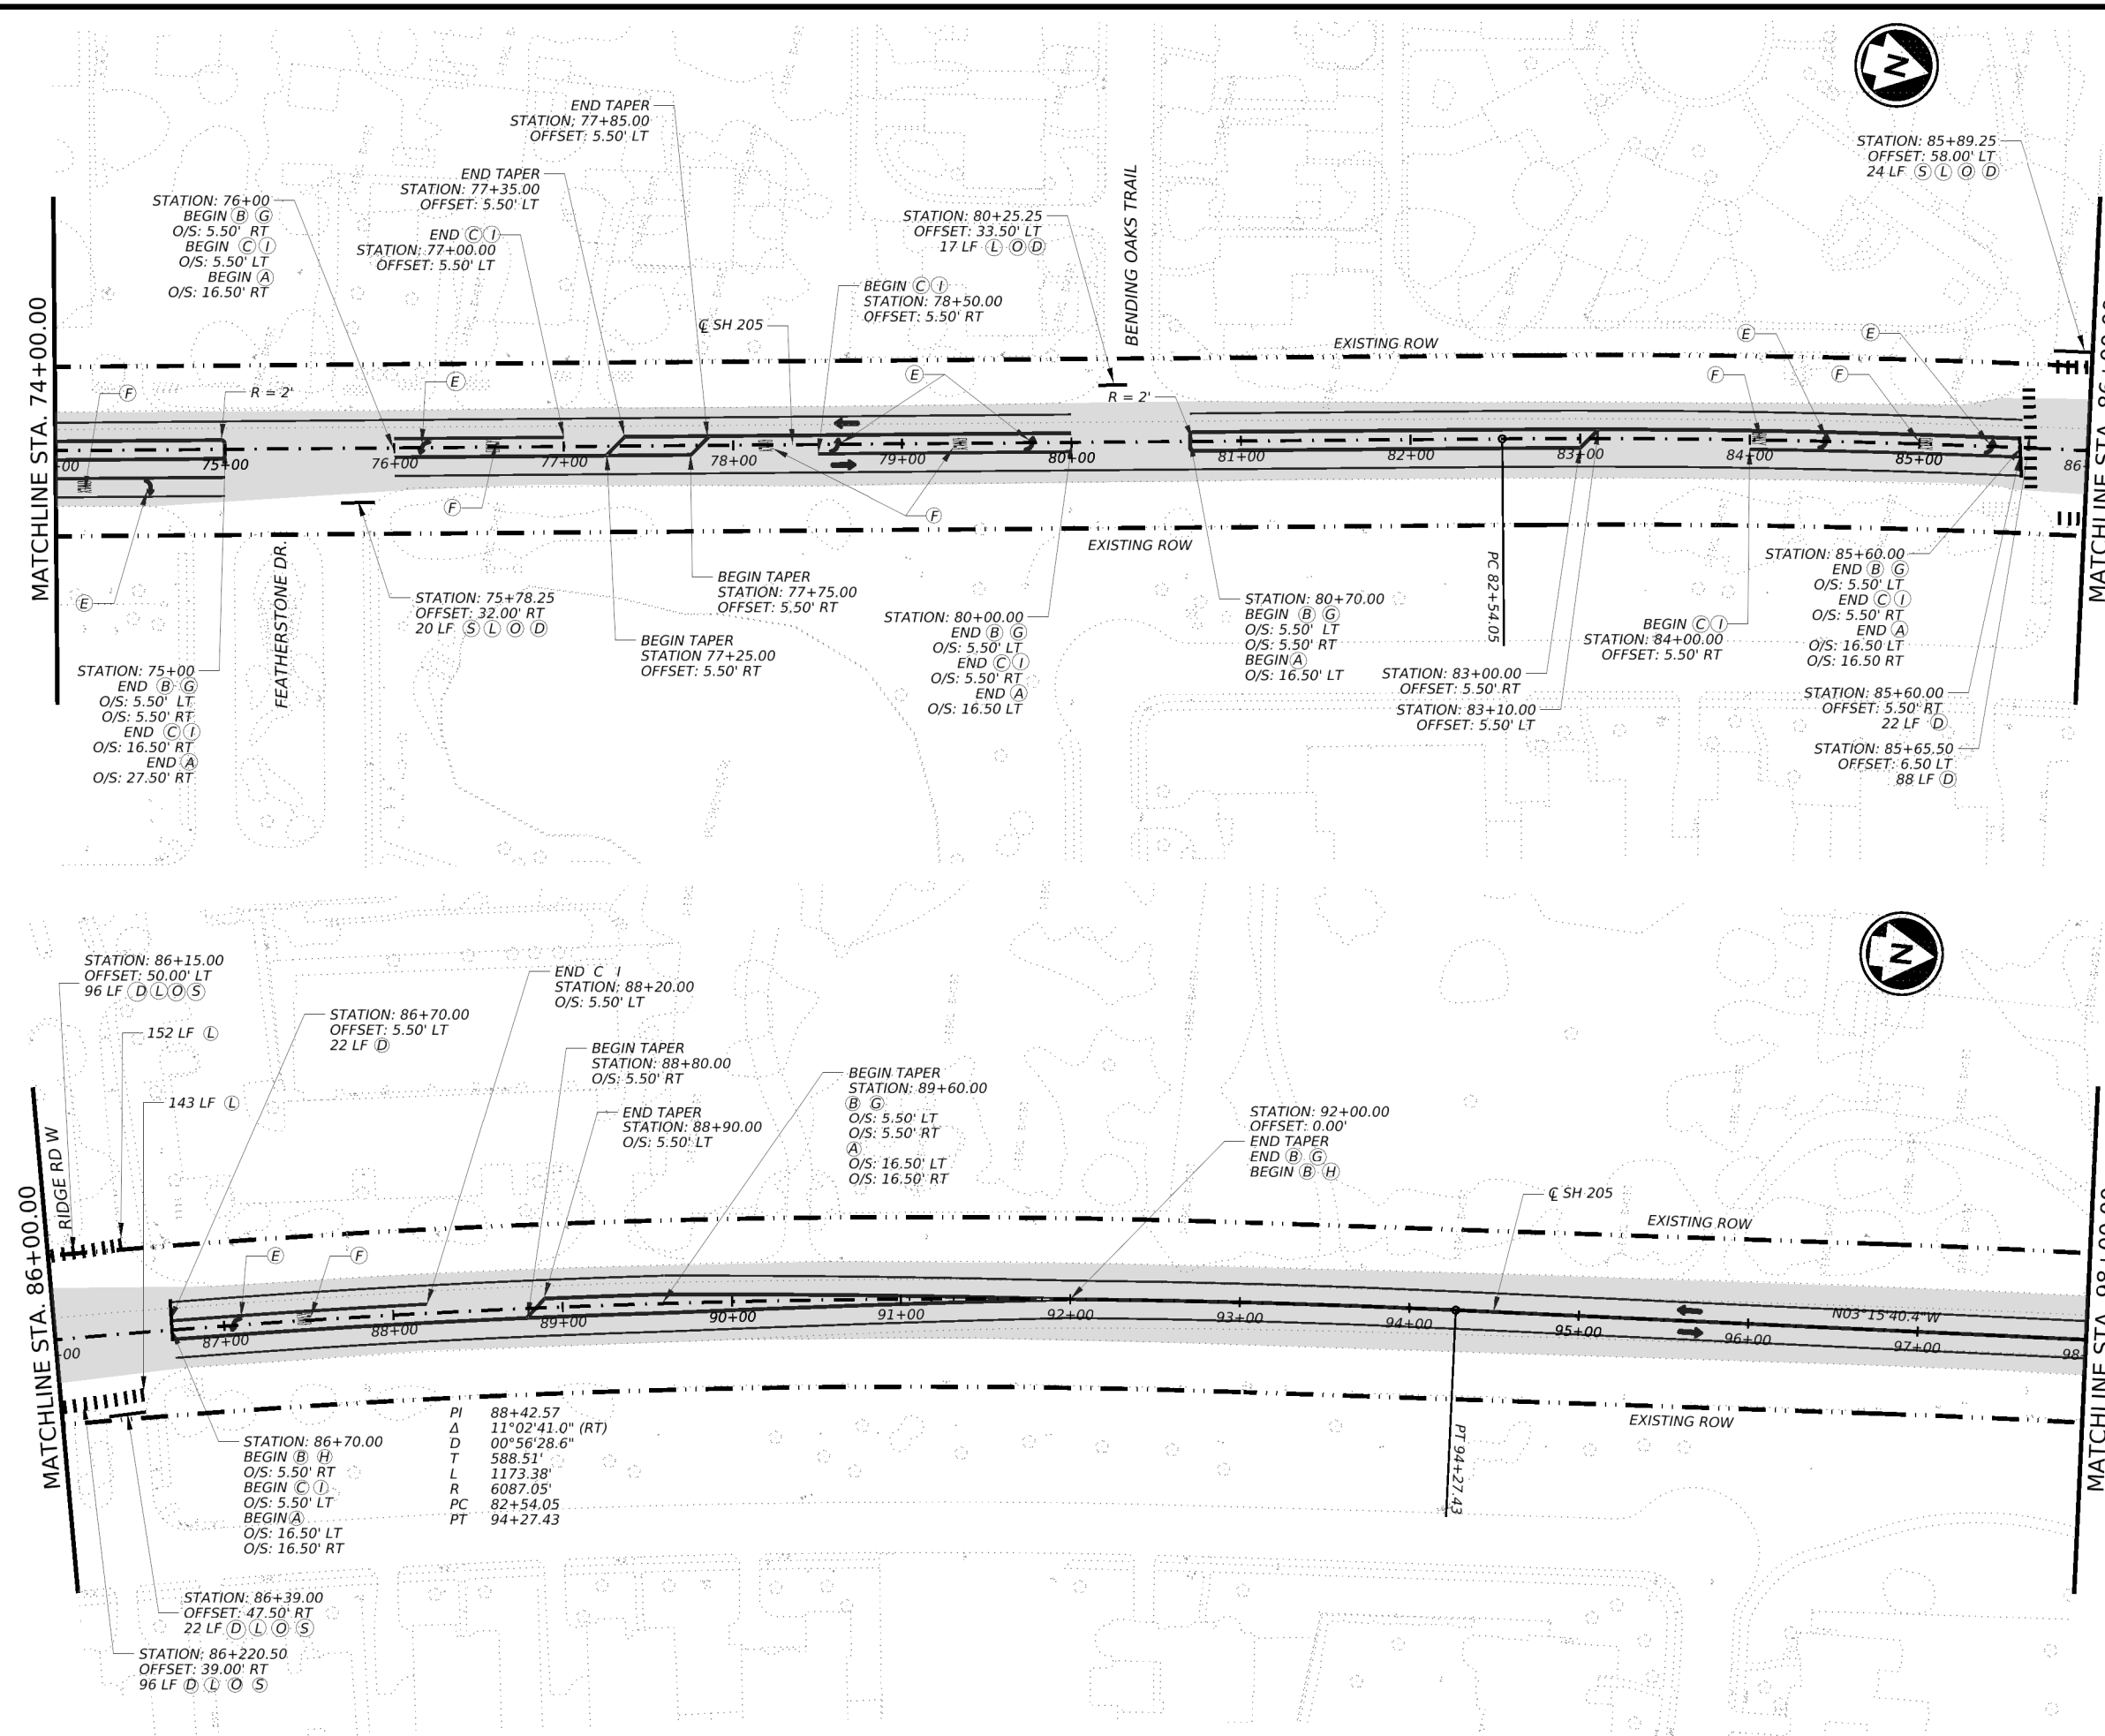 N
END TAPER
STATION; 77+85.00
OFFSET: 5.50' LT
STATION: 85+89.25
OFFSET: 58.00' LT
24 LF Ⓢ Ⓛ Ⓞ Ⓓ
END TAPER
STATION: 77+35.00
OFFSET: 5.50' LT
STATION: 76+00
BEGIN Ⓑ Ⓖ
O/S: 5.50' RT
BEGIN Ⓒ Ⓘ
O/S: 5.50' LT
BEGIN Ⓐ
O/S: 16.50' RT
END Ⓒ Ⓘ
STATION: 77+00.00
OFFSET: 5.50' LT
STATION: 80+25.25
OFFSET: 33.50' LT
17 LF Ⓛ Ⓞ Ⓓ
BENDING OAKS TRAIL
BEGIN Ⓒ Ⓘ
STATION: 78+50.00
OFFSET: 5.50' RT
℄ SH 205
MATCHLINE STA. 74+00.00
EXISTING ROW
Ⓔ
Ⓔ
Ⓕ
Ⓕ
Ⓔ
Ⓔ
Ⓕ
R = 2'
R = 2'
00
75+00
76+00
77+00
78+00
79+00
80+00
81+00
82+00
83+00
84+00
85+00
86+
MATCHLINE STA. 86+00.00
Ⓕ
Ⓕ
EXISTING ROW
Ⓔ
FEATHERSTONE DR.
STATION: 75+78.25
OFFSET: 32.00' RT
20 LF Ⓢ Ⓛ Ⓞ Ⓓ
BEGIN TAPER
STATION: 77+75.00
OFFSET: 5.50' RT
BEGIN TAPER
STATION 77+25.00
OFFSET: 5.50' RT
STATION: 80+00.00
END Ⓑ Ⓖ
O/S: 5.50' LT
END Ⓒ Ⓘ
O/S: 5.50' RT
END Ⓐ
O/S: 16.50 LT
STATION: 80+70.00
BEGIN Ⓑ Ⓖ
O/S: 5.50' LT
O/S: 5.50' RT
BEGIN Ⓐ
O/S: 16.50' LT
PC 82+54.05
STATION: 83+00.00
OFFSET: 5.50' RT
STATION: 83+10.00
OFFSET: 5.50' LT
BEGIN Ⓒ Ⓘ
STATION: 84+00.00
OFFSET: 5.50' RT
STATION: 85+60.00
END Ⓑ Ⓖ
O/S: 5.50' LT
END Ⓒ Ⓘ
O/S: 5.50' RT
END Ⓐ
O/S: 16.50 LT
O/S: 16.50 RT
STATION: 85+60.00
OFFSET: 5.50' RT
22 LF Ⓓ
STATION: 85+65.50
OFFSET: 6.50 LT
88 LF Ⓓ
STATION: 75+00
END Ⓑ Ⓖ
O/S: 5.50' LT
O/S: 5.50' RT
END Ⓒ Ⓘ
O/S: 16.50' RT
END Ⓐ
O/S: 27.50' RT
N
STATION: 86+15.00
OFFSET: 50.00' LT
96 LF Ⓓ Ⓛ Ⓞ Ⓢ
152 LF Ⓛ
143 LF Ⓛ
STATION: 86+70.00
OFFSET: 5.50' LT
22 LF Ⓓ
END C I
STATION: 88+20.00
O/S: 5.50' LT
BEGIN TAPER
STATION: 88+80.00
O/S: 5.50' RT
END TAPER
STATION: 88+90.00
O/S: 5.50' LT
BEGIN TAPER
STATION: 89+60.00
Ⓑ Ⓖ
O/S: 5.50' LT
O/S: 5.50' RT
Ⓐ
O/S: 16.50' LT
O/S: 16.50' RT
STATION: 92+00.00
OFFSET: 0.00'
END TAPER
END Ⓑ Ⓖ
BEGIN Ⓑ Ⓗ
℄ SH 205
EXISTING ROW
RIDGE RD W
MATCHLINE STA. 86+00.00
Ⓔ
Ⓕ
00
87+00
88+00
89+00
90+00
91+00
92+00
93+00
94+00
95+00
96+00
97+00
98
N03°15'40.4"W
MATCHLINE STA. 98+00.00
EXISTING ROW
PT 94+27.43
PI 88+42.57
Δ 11°02'41.0" (RT)
D 00°56'28.6"
T 588.51'
L 1173.38'
R 6087.05'
PC 82+54.05
PT 94+27.43
STATION: 86+70.00
BEGIN Ⓑ Ⓗ
O/S: 5.50' RT
BEGIN Ⓒ Ⓘ
O/S: 5.50' LT
BEGIN Ⓐ
O/S: 16.50' LT
O/S: 16.50' RT
STATION: 86+39.00
OFFSET: 47.50' RT
22 LF Ⓓ Ⓛ Ⓞ Ⓢ
STATION: 86+220.50
OFFSET: 39.00' RT
96 LF Ⓓ Ⓛ Ⓞ Ⓢ